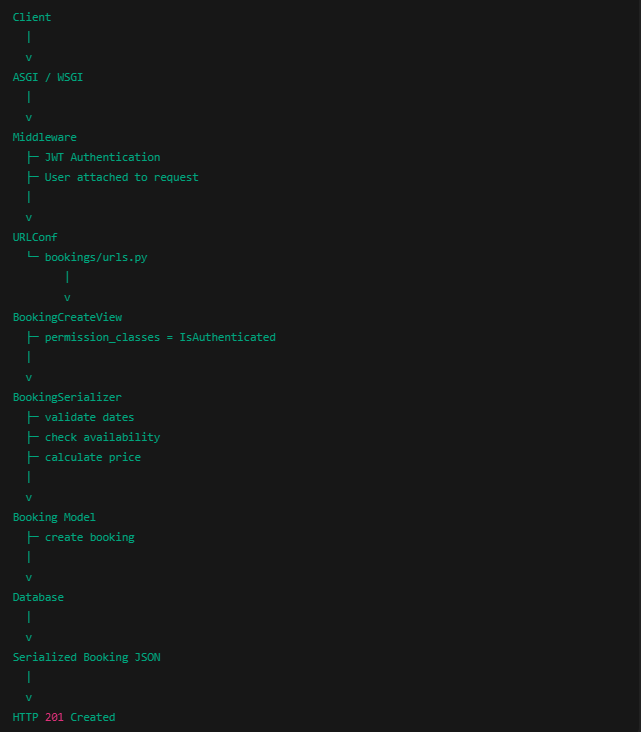 Client
  |
  v
ASGI / WSGI
  |
  v
Middleware
  ├─ JWT Authentication
  ├─ User attached to request
  |
  v
URLConf
  └─ bookings/urls.py
        |
        v
BookingCreateView
  ├─ permission_classes = IsAuthenticated
  |
  v
BookingSerializer
  ├─ validate dates
  ├─ check availability
  ├─ calculate price
  |
  v
Booking Model
  ├─ create booking
  |
  v
Database
  |
  v
Serialized Booking JSON
  |
  v
HTTP 201 Created